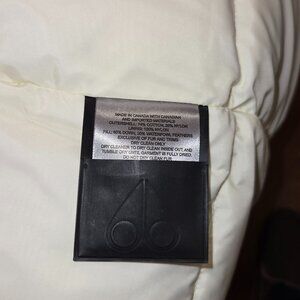 MADE IN CANADA WITH CANADIAN
AND IMPORTED MATERIALS
OUTERSHELL: 74% COTTON, 26% NYLON
LINING: 100% NYLON
FILL: 80% DOWN, 20% WATERFOWL FEATHERS
EXCLUSIVE OF FUR AND TRIMS
DRY CLEAN ONLY
DRY CLEANER TO DRY CLEAN INSIDE OUT, AND
TUMBLE DRY UNTIL GARMENT IS FULLY DRIED
DO NOT DRY CLEAN FUR